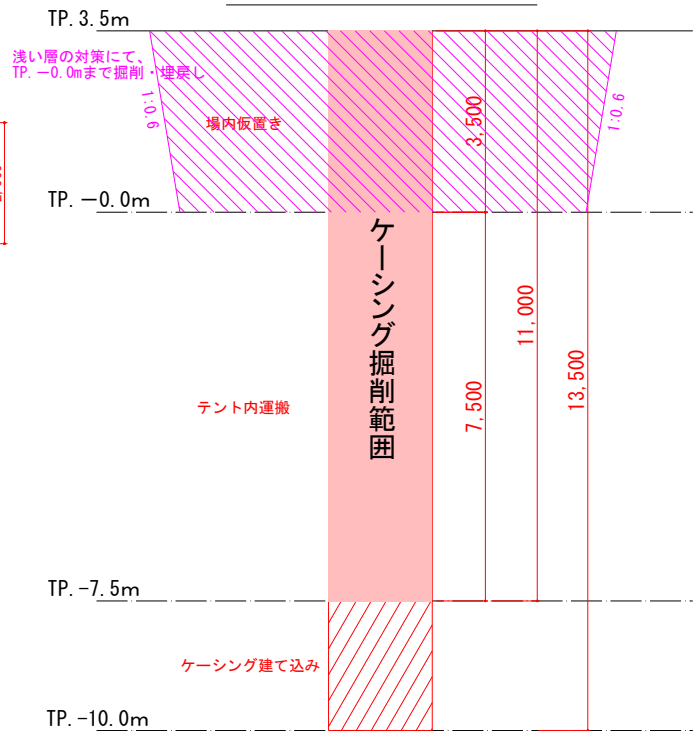 TP. 3.5m
浅い層の対策にて、
TP. －0.0mまで掘削・埋戻し
1:0.6
場内仮置き
3,500
1:0.6
TP. －0.0m
ケーシング掘削範囲
11,000
テント内運搬
7,500
13,500
TP. -7.5m
ケーシング建て込み
TP. -10.0m